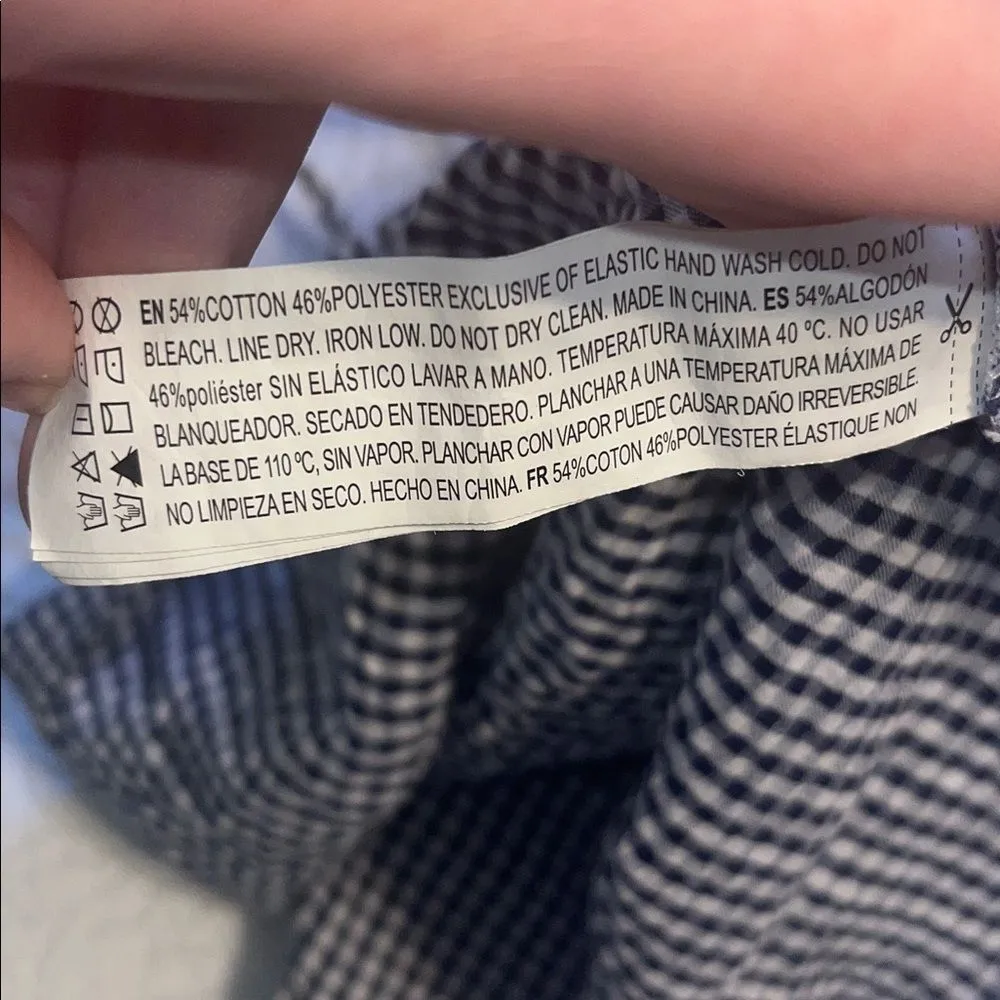 EN 54%COTTON 46%POLYESTER EXCLUSIVE OF ELASTIC HAND WASH COLD. DO NOT
BLEACH. LINE DRY. IRON LOW. DO NOT DRY CLEAN. MADE IN CHINA. ES 54%ALGODÓN
46%poliéster SIN ELÁSTICO LAVAR A MANO. TEMPERATURA MÁXIMA 40 ºC. NO USAR
BLANQUEADOR. SECADO EN TENDEDERO. PLANCHAR A UNA TEMPERATURA MÁXIMA DE
LA BASE DE 110 ºC, SIN VAPOR. PLANCHAR CON VAPOR PUEDE CAUSAR DAÑO IRREVERSIBLE.
NO LIMPIEZA EN SECO. HECHO EN CHINA. FR 54%COTON 46%POLYESTER ÉLASTIQUE NON